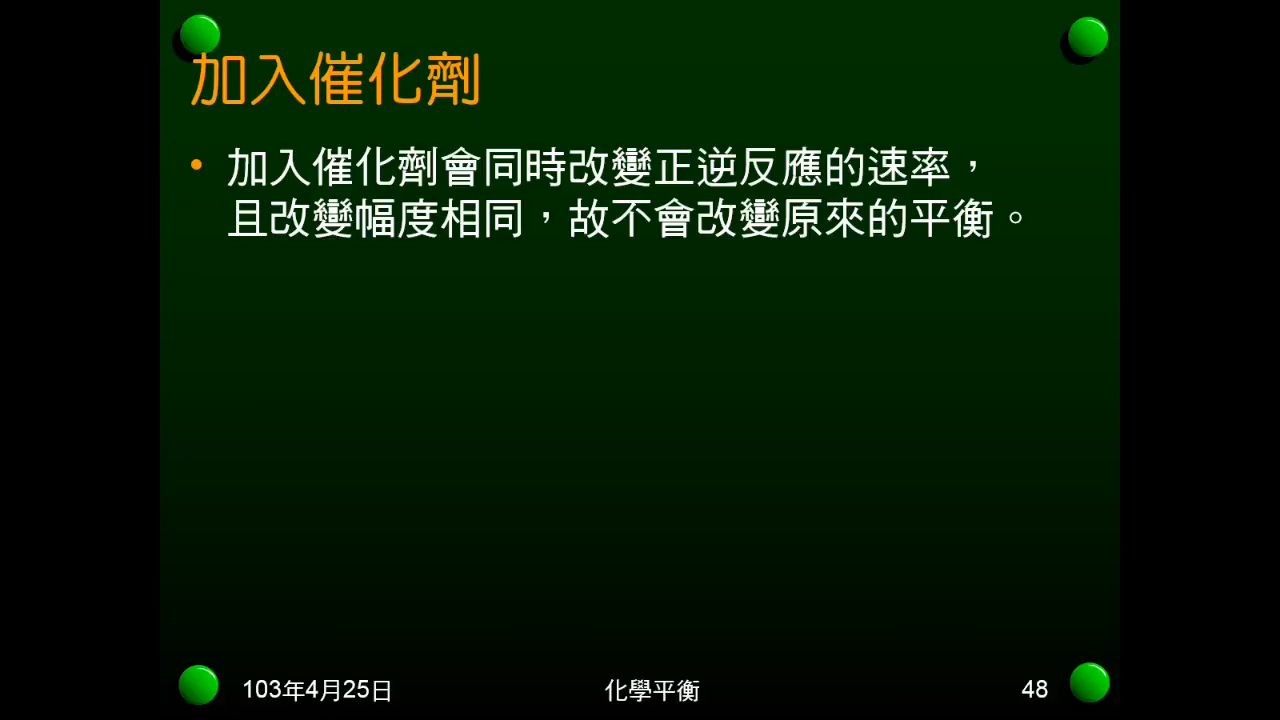 加入催化劑
• 加入催化劑會同時改變正逆反應的速率，
且改變幅度相同，故不會改變原來的平衡。
103年4月25日 化學平衡 48